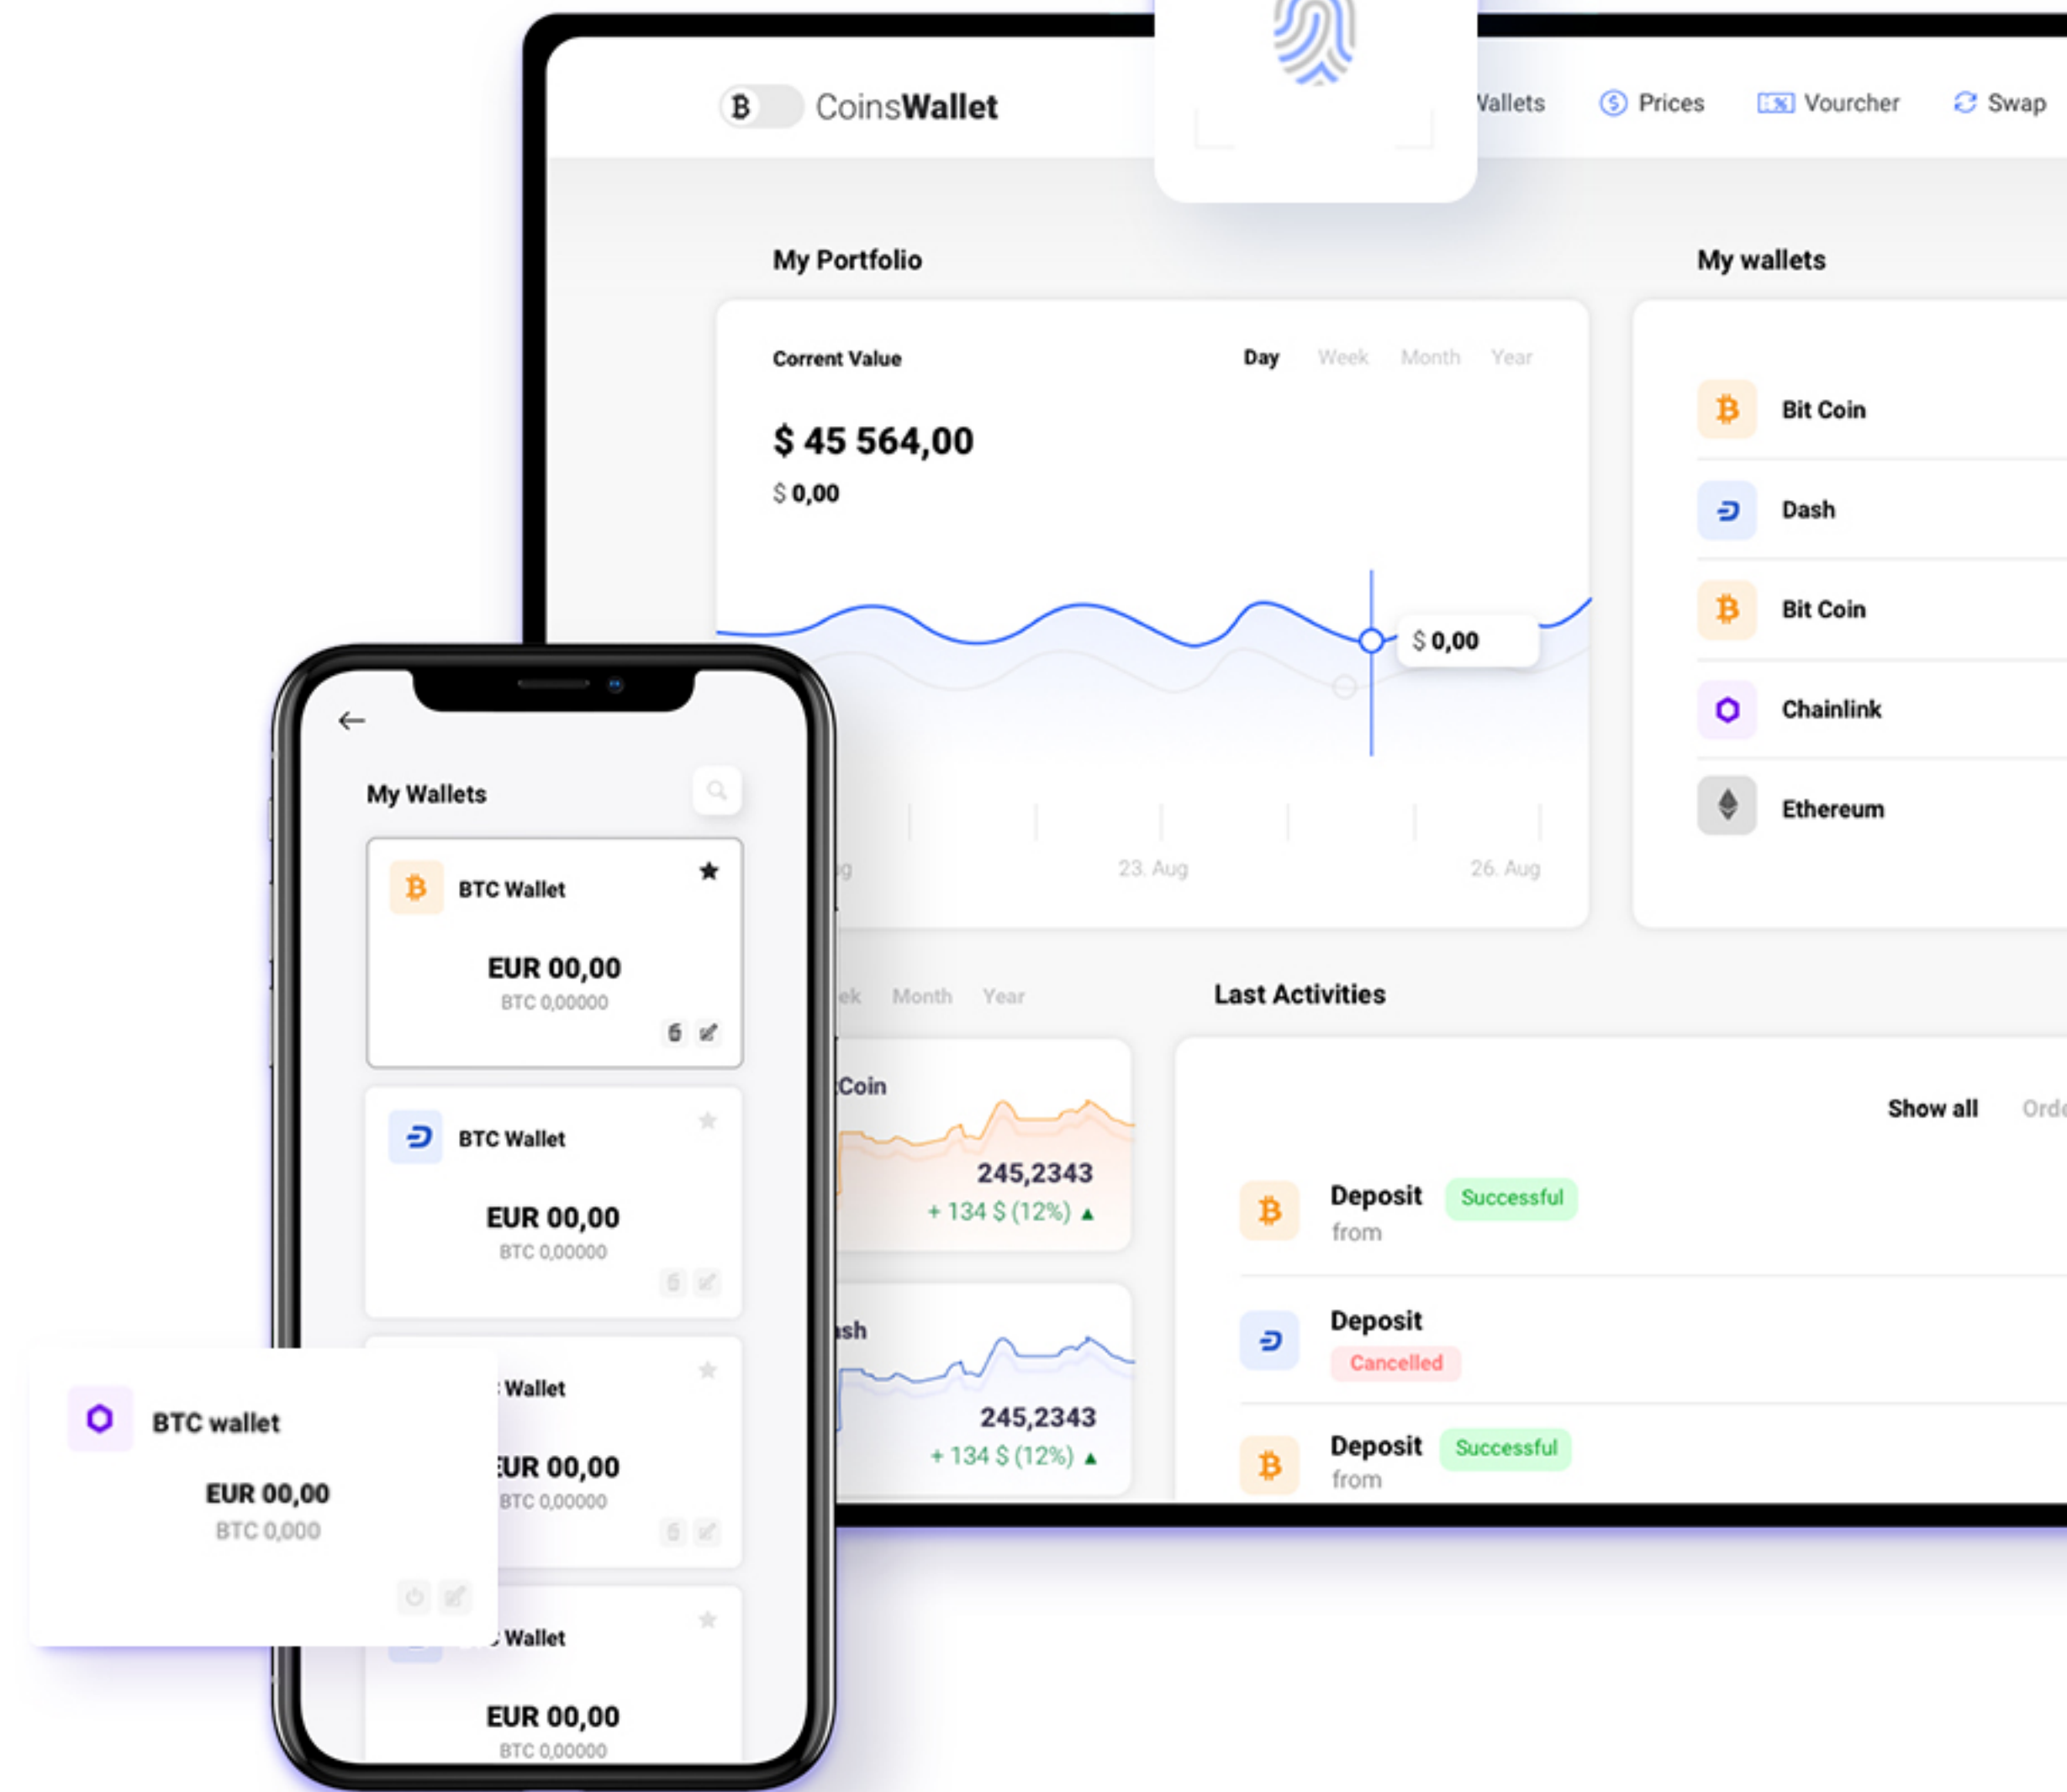 CoinsWallet
Wallets
Prices
Vourcher
Swap
My Portfolio
Corrent Value
Day
Week
Month
Year
$ 45 564,00
$ 0,00
$ 0,00
23. Aug
26. Aug
My wallets
Bit Coin
Dash
Bit Coin
Chainlink
Ethereum
Month
Year
Coin
245,2343
+ 134 $ (12%) ▲
245,2343
+ 134 $ (12%) ▲
Last Activities
Show all
Deposit Successful
from
Deposit
Cancelled
Deposit Successful
from
My Wallets
BTC Wallet
EUR 00,00
BTC 0,00000
BTC Wallet
EUR 00,00
BTC 0,00000
Wallet
EUR 00,00
BTC 0,00000
Wallet
EUR 00,00
BTC 0,00000
BTC wallet
EUR 00,00
BTC 0,000